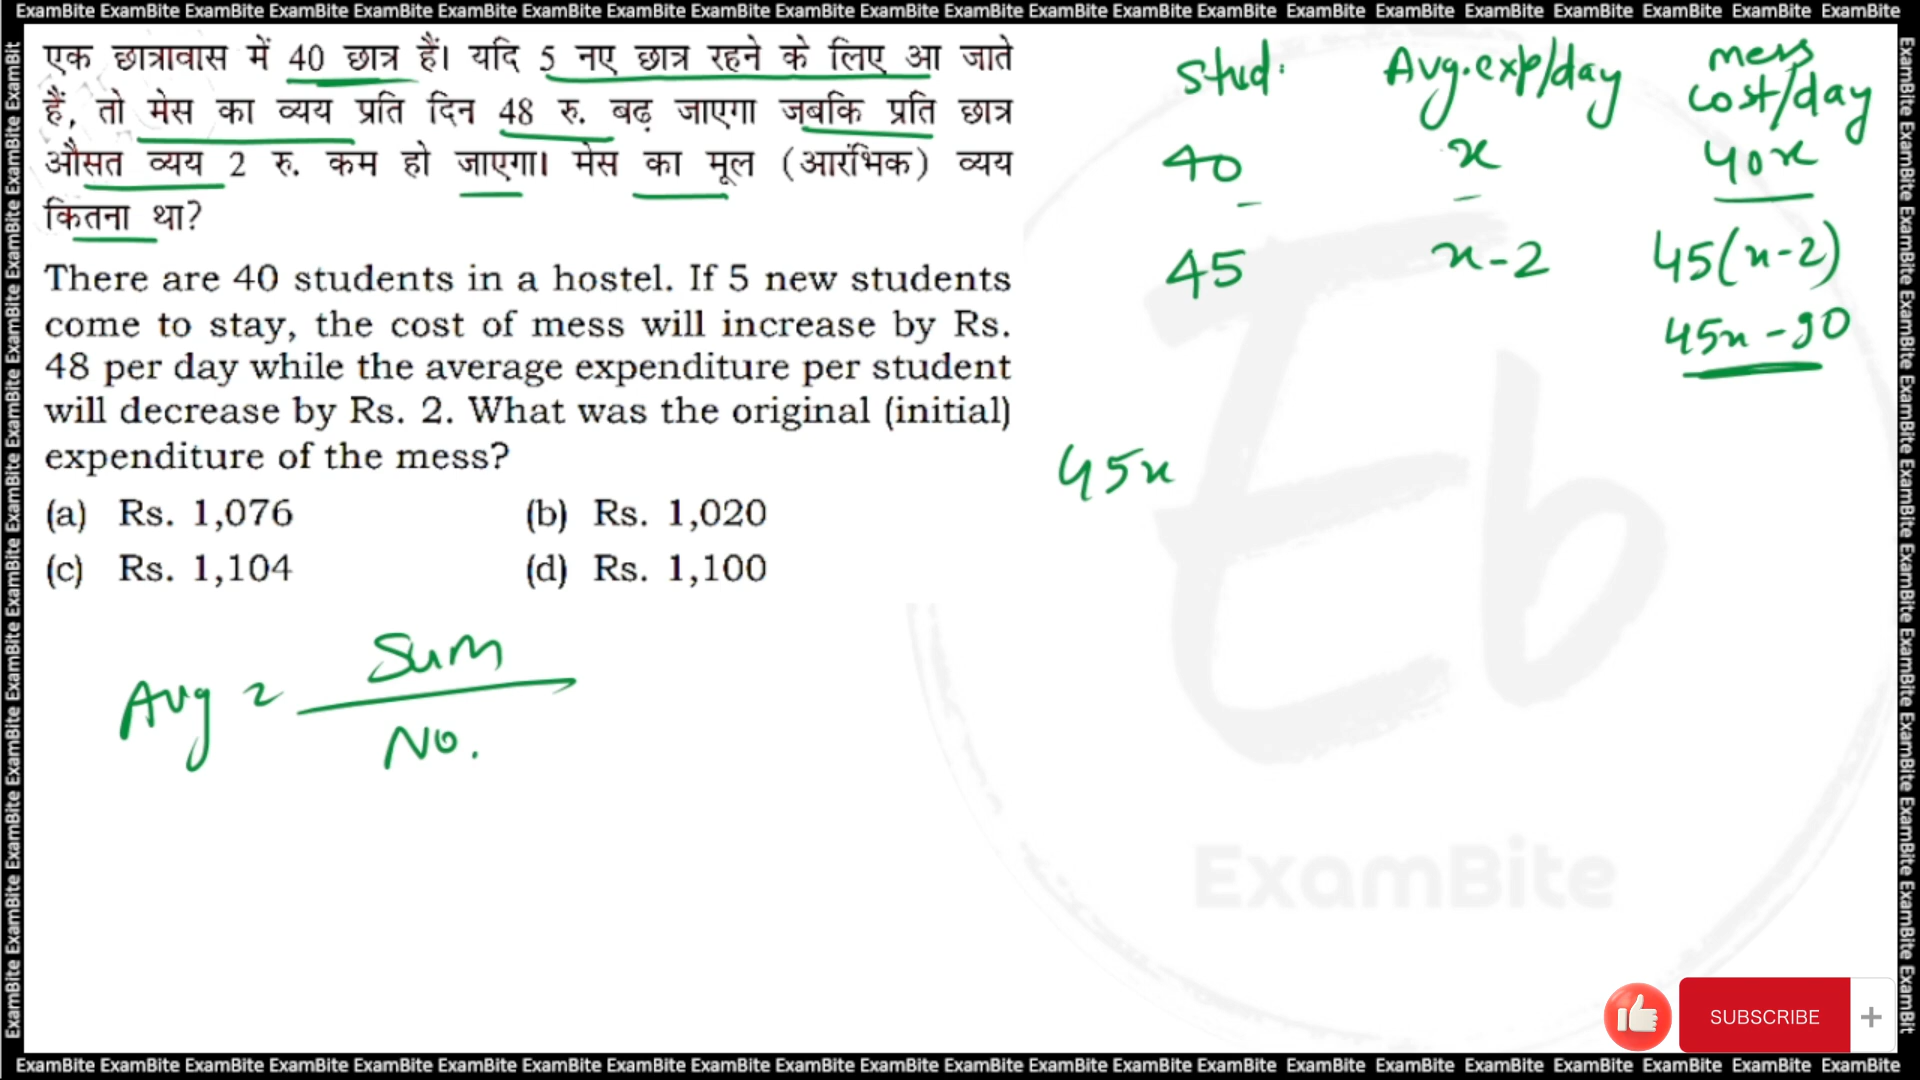 ExamBite ExamBite ExamBite ExamBite ExamBite ExamBite ExamBite ExamBite ExamBite ExamBite ExamBite ExamBite ExamBite ExamBite ExamBite ExamBite ExamBite ExamBite ExamBite ExamBite ExamBite
एक छात्रावास में 40 छात्र हैं। यदि 5 नए छात्र रहने के लिए आ जाते
हैं, तो मेस का व्यय प्रति दिन 48 रु. बढ़ जाएगा जबकि प्रति छात्र
औसत व्यय 2 रु. कम हो जाएगा। मेस का मूल (आरंभिक) व्यय
कितना था?
There are 40 students in a hostel. If 5 new students
come to stay, the cost of mess will increase by Rs.
48 per day while the average expenditure per student
will decrease by Rs. 2. What was the original (initial)
expenditure of the mess?
(a) Rs. 1,076 (b) Rs. 1,020
(c) Rs. 1,104 (d) Rs. 1,100
Avg = Sum
No.
Stud. Avg.exp/day mess cost/day
40 x 40x
45 x-2 45(x-2)
45x-90
45x
Eb
ExamBite
SUBSCRIBE +
ExamBite ExamBite ExamBite ExamBite ExamBite ExamBite ExamBite ExamBite ExamBite ExamBite ExamBite ExamBite ExamBite ExamBite ExamBite ExamBite ExamBite ExamBite ExamBite ExamBite ExamBite